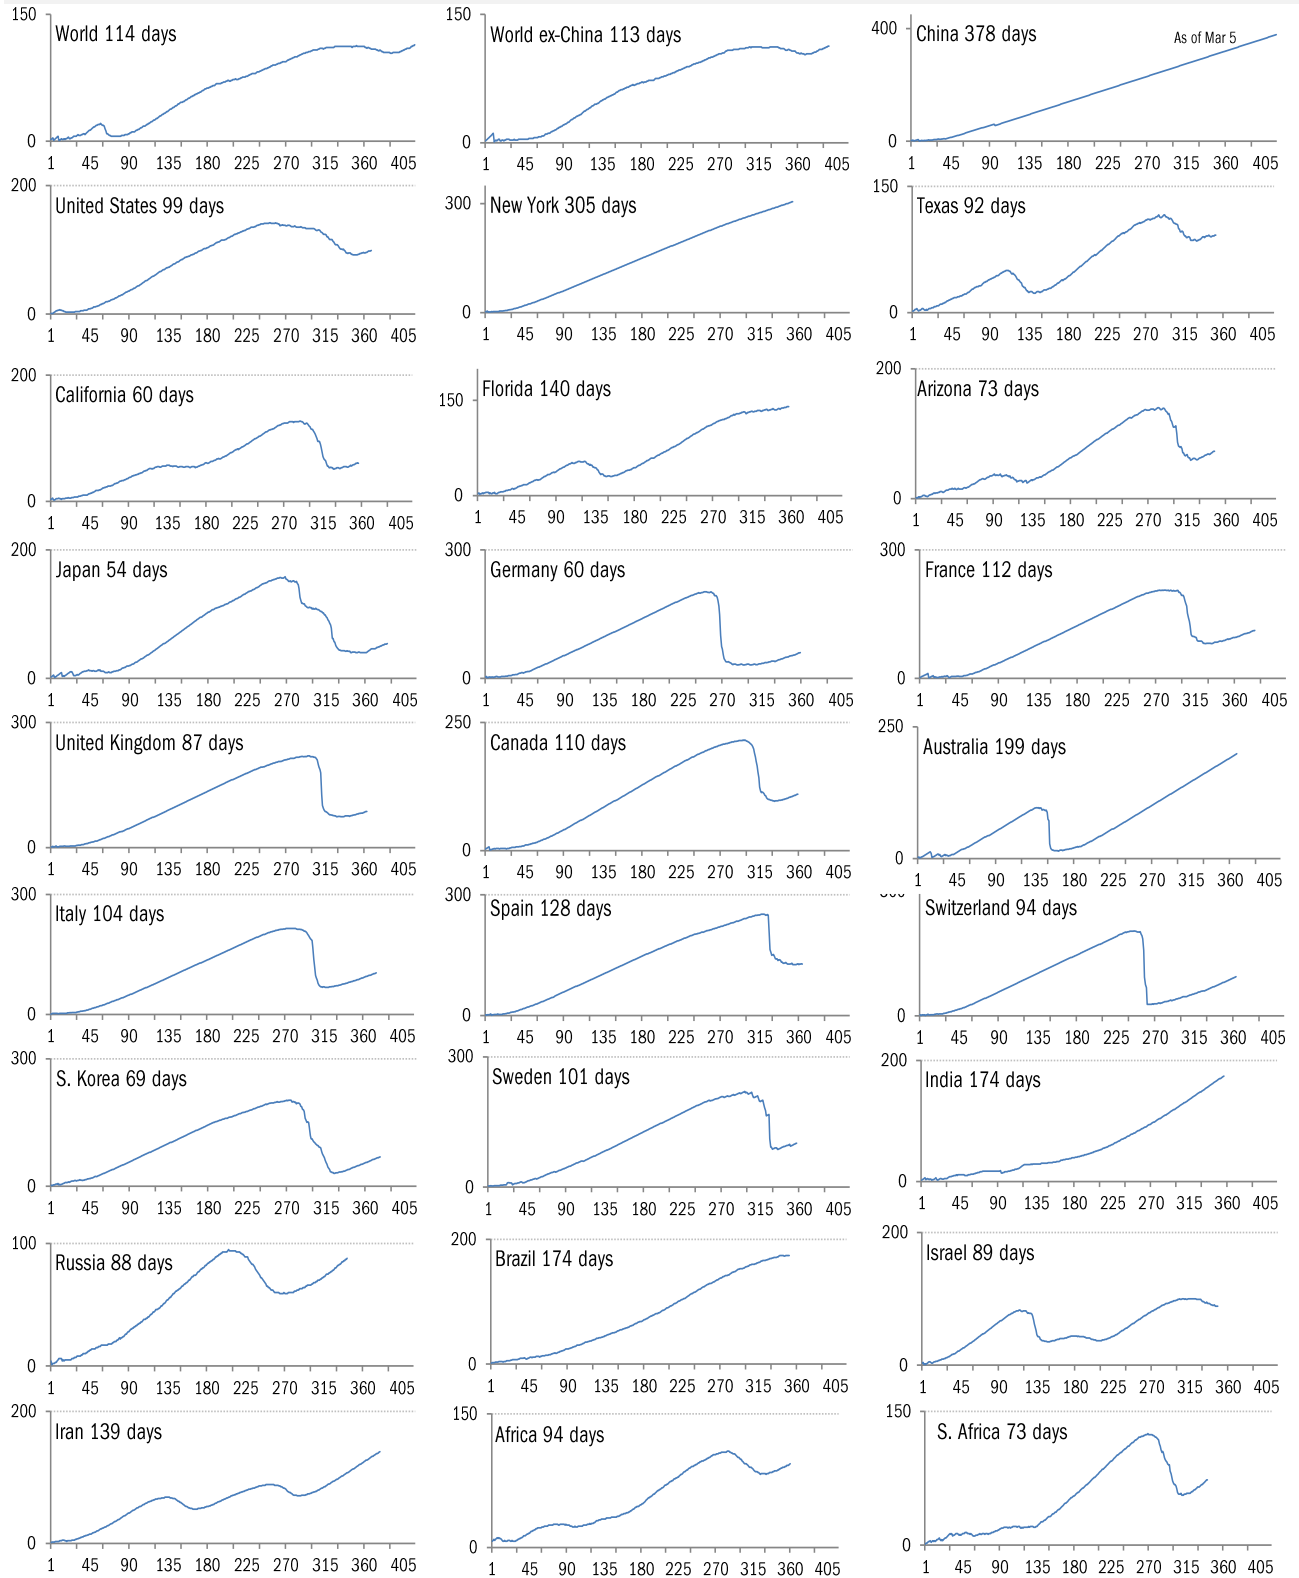 150
World 114 days
0
1 45 90 135 180 225 270 315 360 405
150
World ex-China 113 days
0
1 45 90 135 180 225 270 315 360 405
400
China 378 days
As of Mar 5
0
1 45 90 135 180 225 270 315 360 405
200
United States 99 days
0
1 45 90 135 180 225 270 315 360 405
300
New York 305 days
0
1 45 90 135 180 225 270 315 360 405
150
Texas 92 days
0
1 45 90 135 180 225 270 315 360 405
200
California 60 days
0
1 45 90 135 180 225 270 315 360 405
Florida 140 days
150
0
1 45 90 135 180 225 270 315 360 405
200
Arizona 73 days
0
1 45 90 135 180 225 270 315 360 405
200
Japan 54 days
0
1 45 90 135 180 225 270 315 360 405
300
Germany 60 days
0
1 45 90 135 180 225 270 315 360 405
300
France 112 days
0
1 45 90 135 180 225 270 315 360 405
300
United Kingdom 87 days
0
1 45 90 135 180 225 270 315 360 405
250
Canada 110 days
0
1 45 90 135 180 225 270 315 360 405
250
Australia 199 days
0
1 45 90 135 180 225 270 315 360 405
300
Italy 104 days
0
1 45 90 135 180 225 270 315 360 405
300
Spain 128 days
0
1 45 90 135 180 225 270 315 360 405
Switzerland 94 days
0
1 45 90 135 180 225 270 315 360 405
300
S. Korea 69 days
0
1 45 90 135 180 225 270 315 360 405
300
Sweden 101 days
0
1 45 90 135 180 225 270 315 360 405
200
India 174 days
0
1 45 90 135 180 225 270 315 360 405
100
Russia 88 days
0
1 45 90 135 180 225 270 315 360 405
200
Brazil 174 days
0
1 45 90 135 180 225 270 315 360 405
200
Israel 89 days
0
1 45 90 135 180 225 270 315 360 405
200
Iran 139 days
0
1 45 90 135 180 225 270 315 360 405
150
Africa 94 days
0
1 45 90 135 180 225 270 315 360 405
150
S. Africa 73 days
0
1 45 90 135 180 225 270 315 360 405